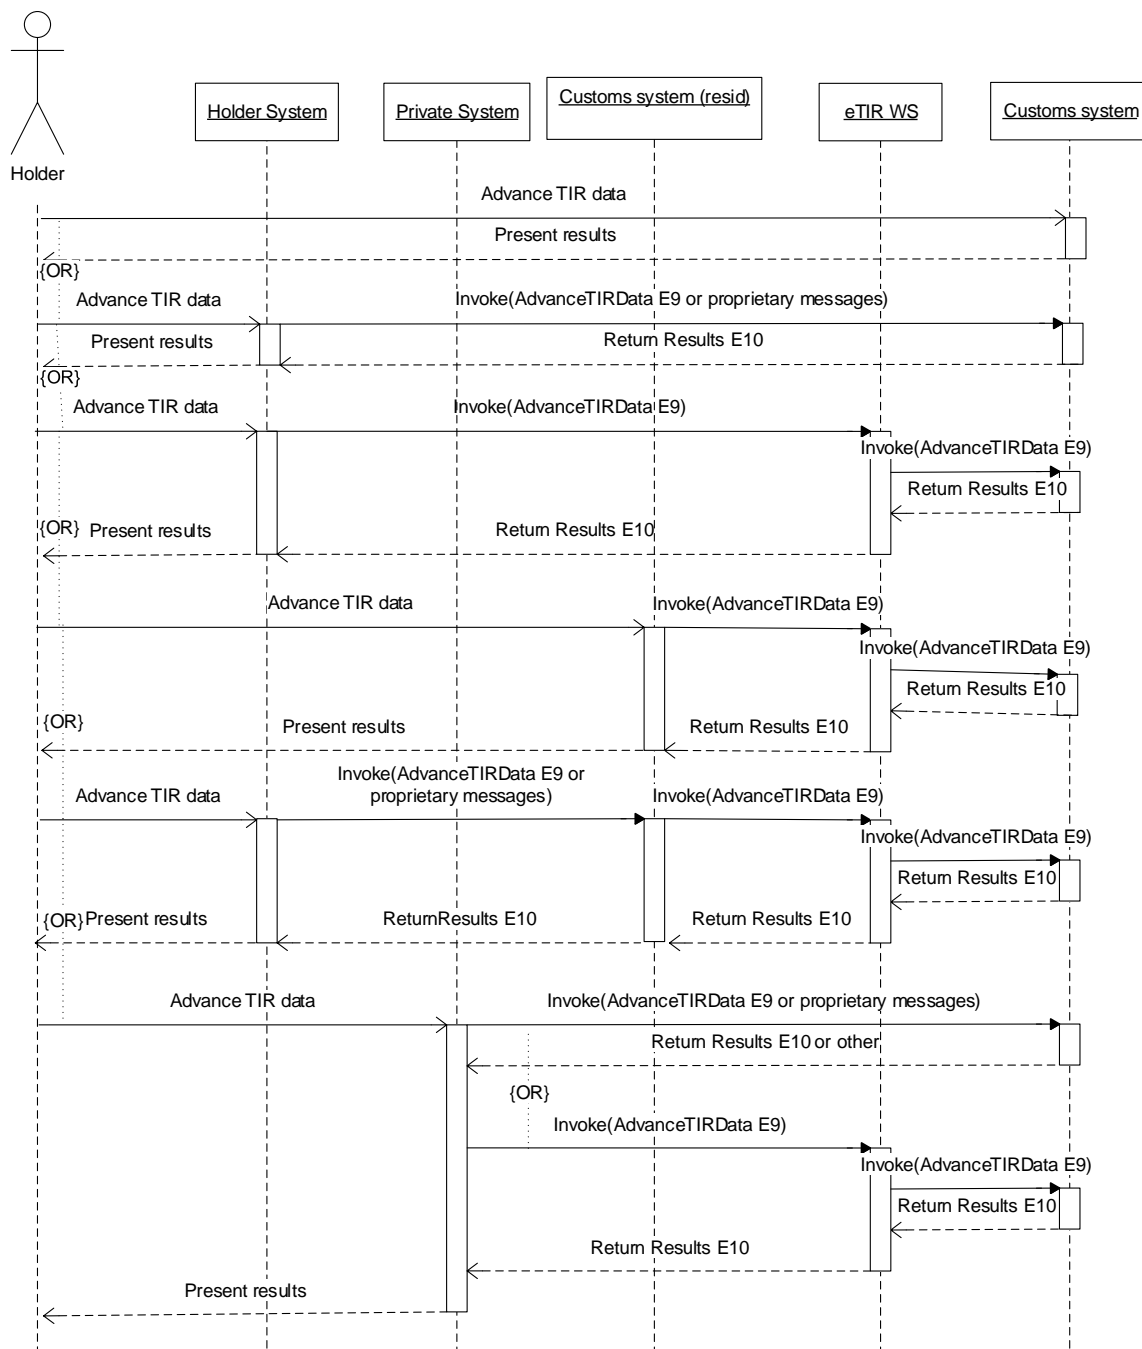 Holder System
Private System
Customs system (resid)
eTIR WS
Customs system
Holder
Advance TIR data
Present results
{OR}
Advance TIR data
Invoke(AdvanceTIRData E9 or proprietary messages)
Present results
Return Results E10
{OR}
Advance TIR data
Invoke(AdvanceTIRData E9)
Invoke(AdvanceTIRData E9)
Return Results E10
{OR}
Present results
Return Results E10
Advance TIR data
Invoke(AdvanceTIRData E9)
Invoke(AdvanceTIRData E9)
Return Results E10
{OR}
Present results
Return Results E10
Invoke(AdvanceTIRData E9 or
proprietary messages)
Advance TIR data
Invoke(AdvanceTIRData E9)
Invoke(AdvanceTIRData E9)
Return Results E10
{OR}
Present results
ReturnResults E10
Return Results E10
Advance TIR data
Invoke(AdvanceTIRData E9 or proprietary messages)
Return Results E10 or other
{OR}
Invoke(AdvanceTIRData E9)
Invoke(AdvanceTIRData E9)
Return Results E10
Return Results E10
Present results